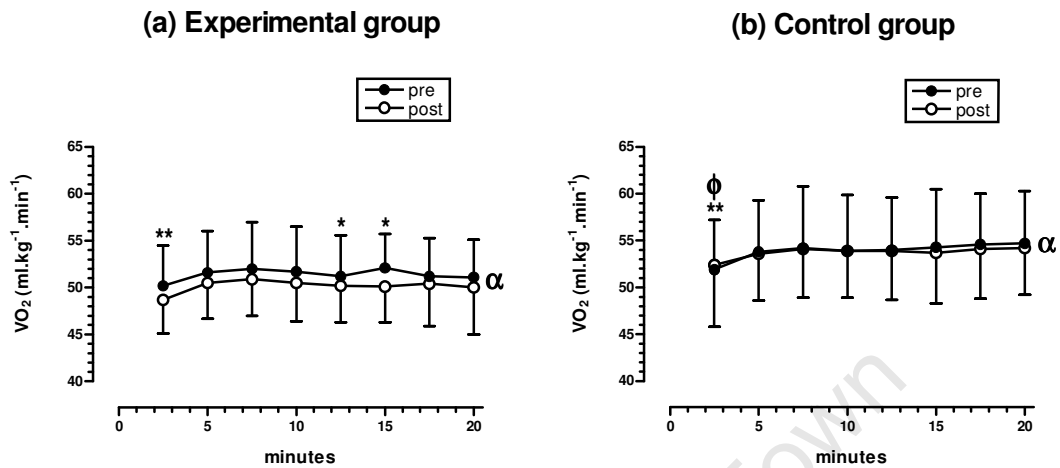 (a) Experimental group
pre
post
65
60
55
50
45
40
VO₂ (ml.kg⁻¹.min⁻¹)
**
*
*
α
0 5 10 15 20
minutes
(b) Control group
pre
post
65
60
55
50
45
40
VO₂ (ml.kg⁻¹.min⁻¹)
ϕ
**
α
0 5 10 15 20
minutes
Town